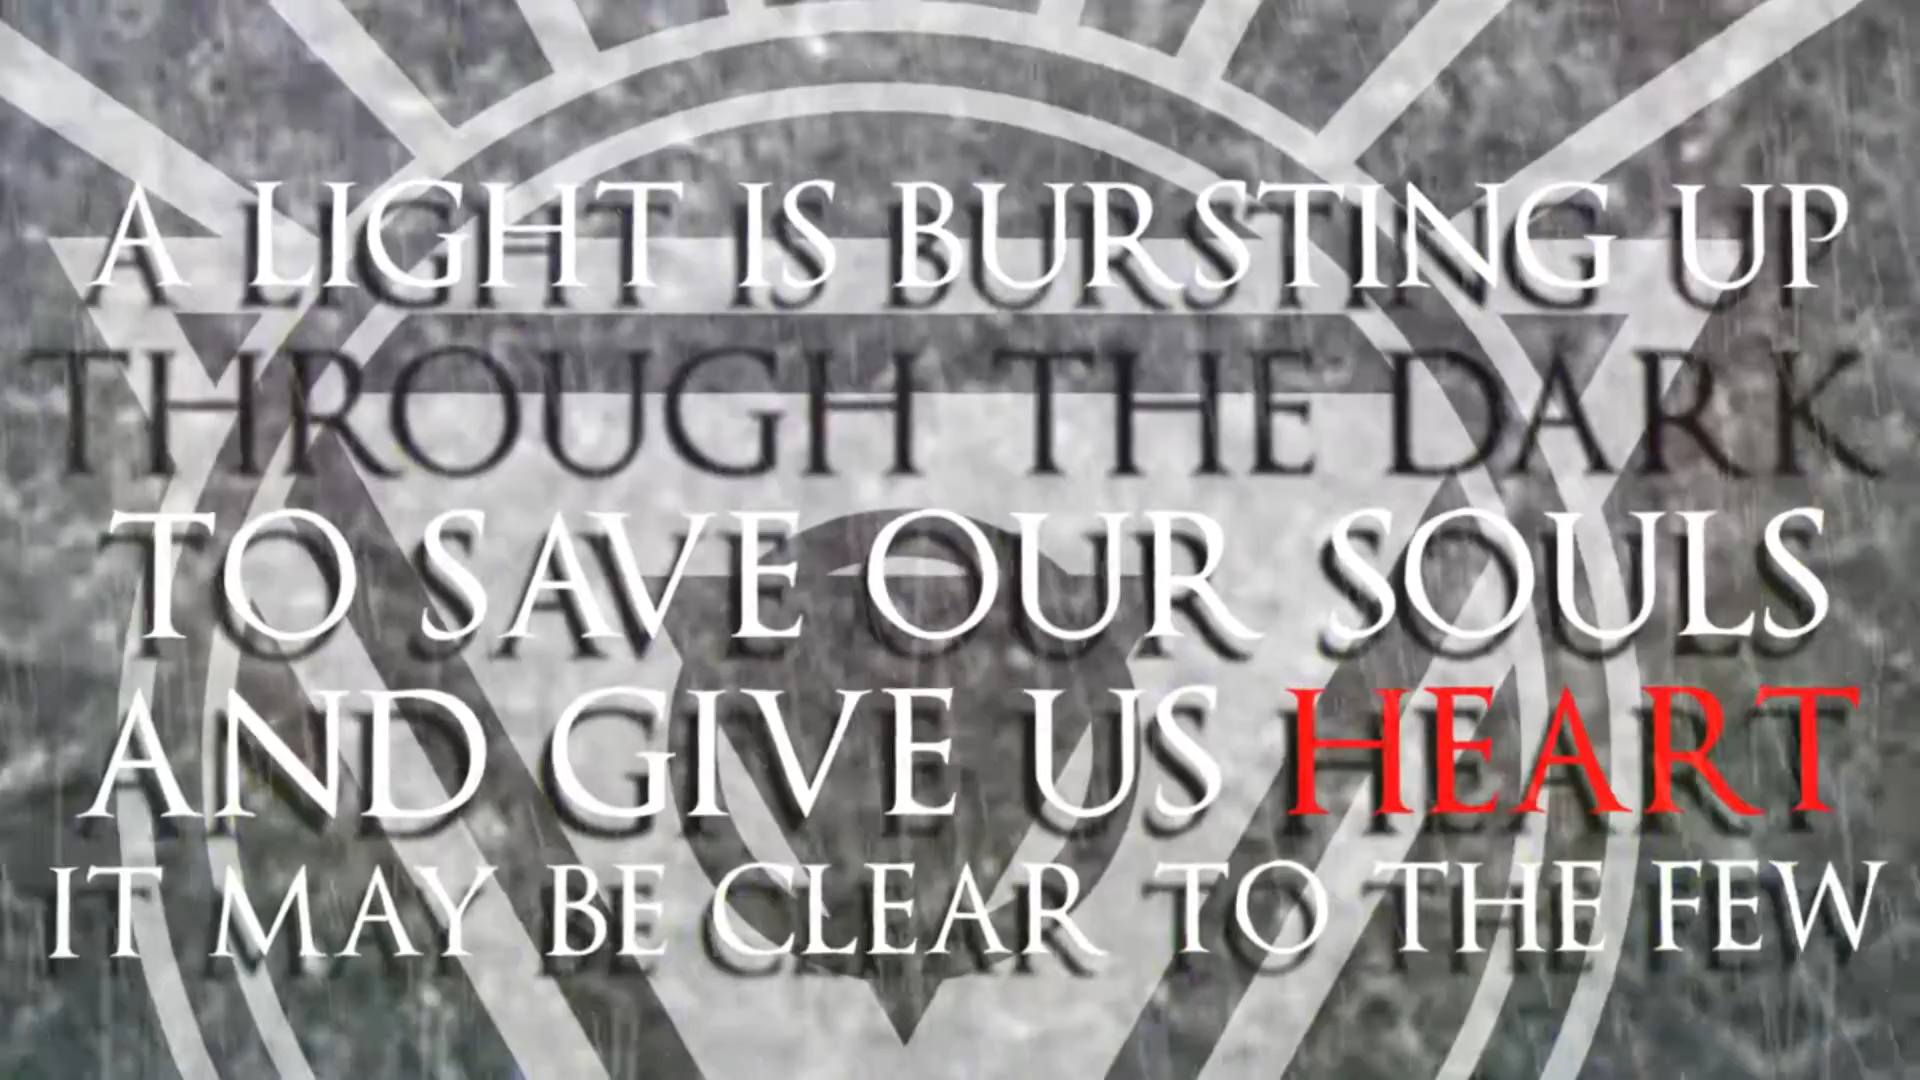 A LIGHT IS BURSTING UP
THROUGH THE DARK
TO SAVE OUR SOULS
AND GIVE US HEART
IT MAY BE CLEAR TO THE FEW